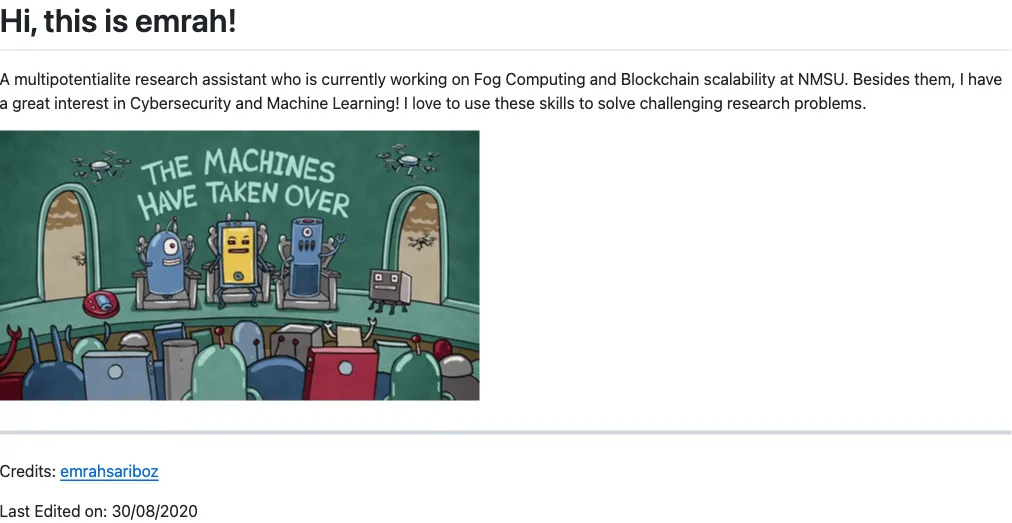 Hi, this is emrah!
A multipotentialite research assistant who is currently working on Fog Computing and Blockchain scalability at NMSU. Besides them, I have
a great interest in Cybersecurity and Machine Learning! I love to use these skills to solve challenging research problems.
THE MACHINES
HAVE TAKEN OVER
Credits: emrahsariboz
Last Edited on: 30/08/2020